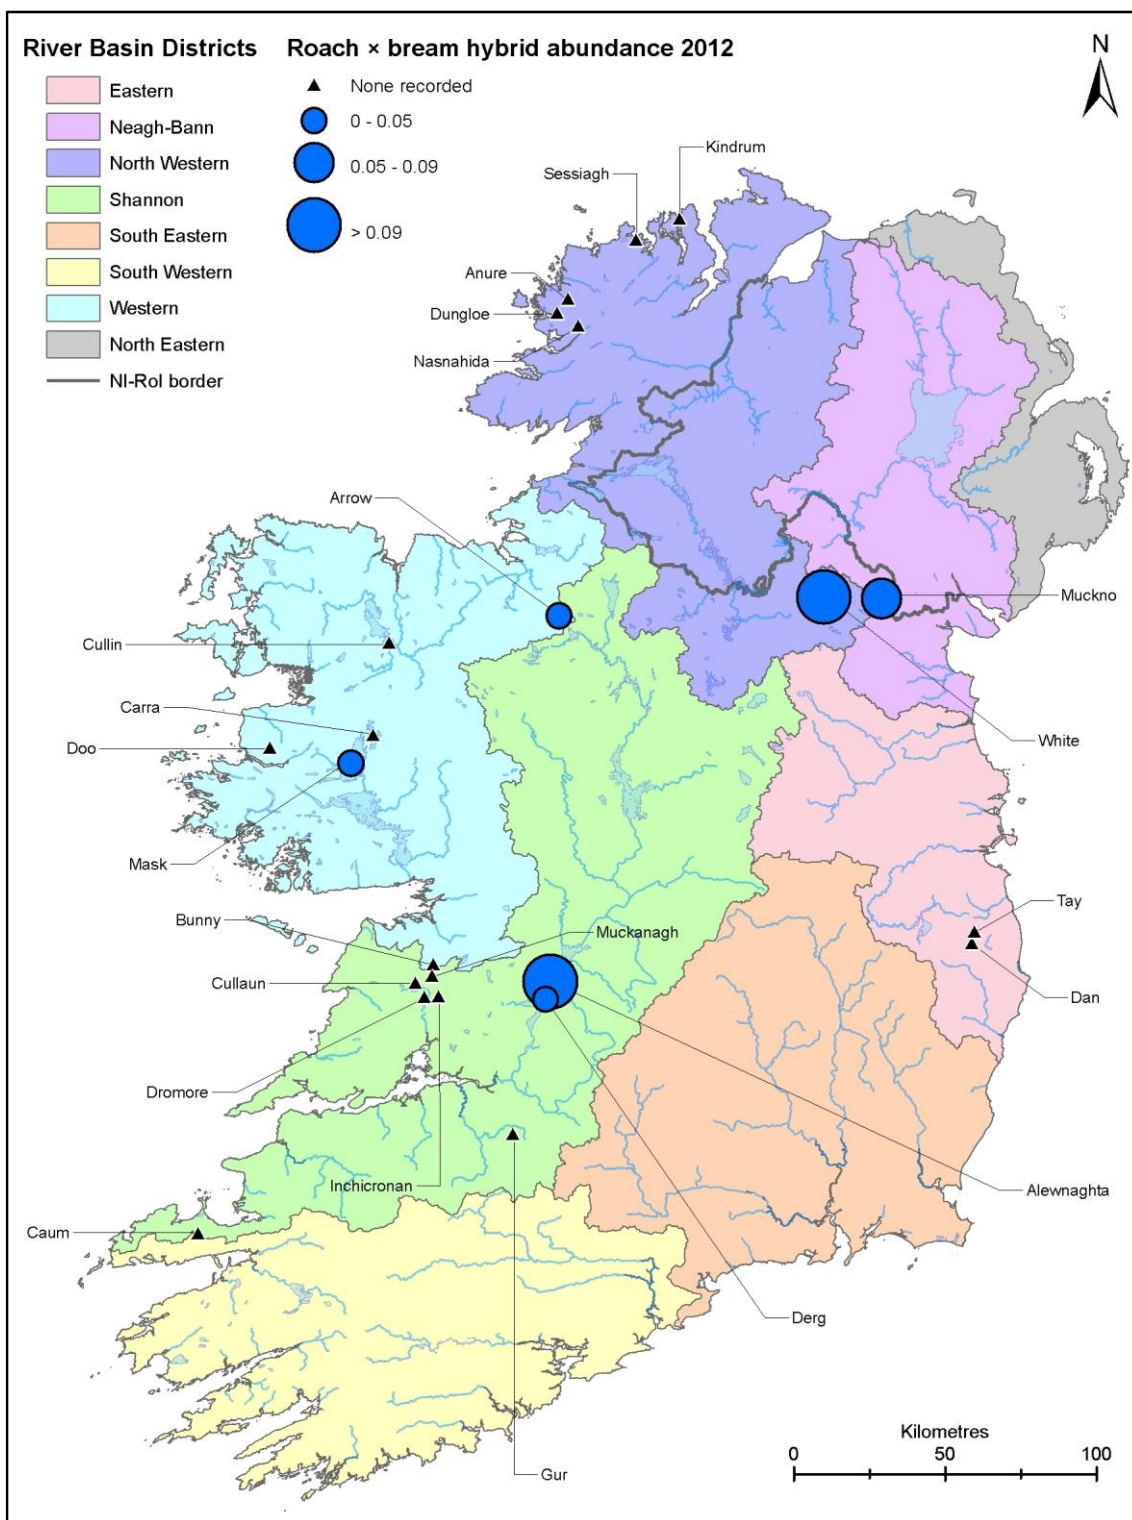 River Basin Districts
Eastern
Neagh-Bann
North Western
Shannon
South Eastern
South Western
Western
North Eastern
NI-RoI border
Roach × bream hybrid abundance 2012
None recorded
0 - 0.05
0.05 - 0.09
> 0.09
N
Kindrum
Sessiagh
Anure
Dungloe
Nasnahida
Arrow
Muckno
Cullin
Carra
Doo
White
Mask
Tay
Bunny
Muckanagh
Cullaun
Dan
Dromore
Inchicronan
Alewnaghta
Caum
Derg
Gur
Kilometres
0 50 100